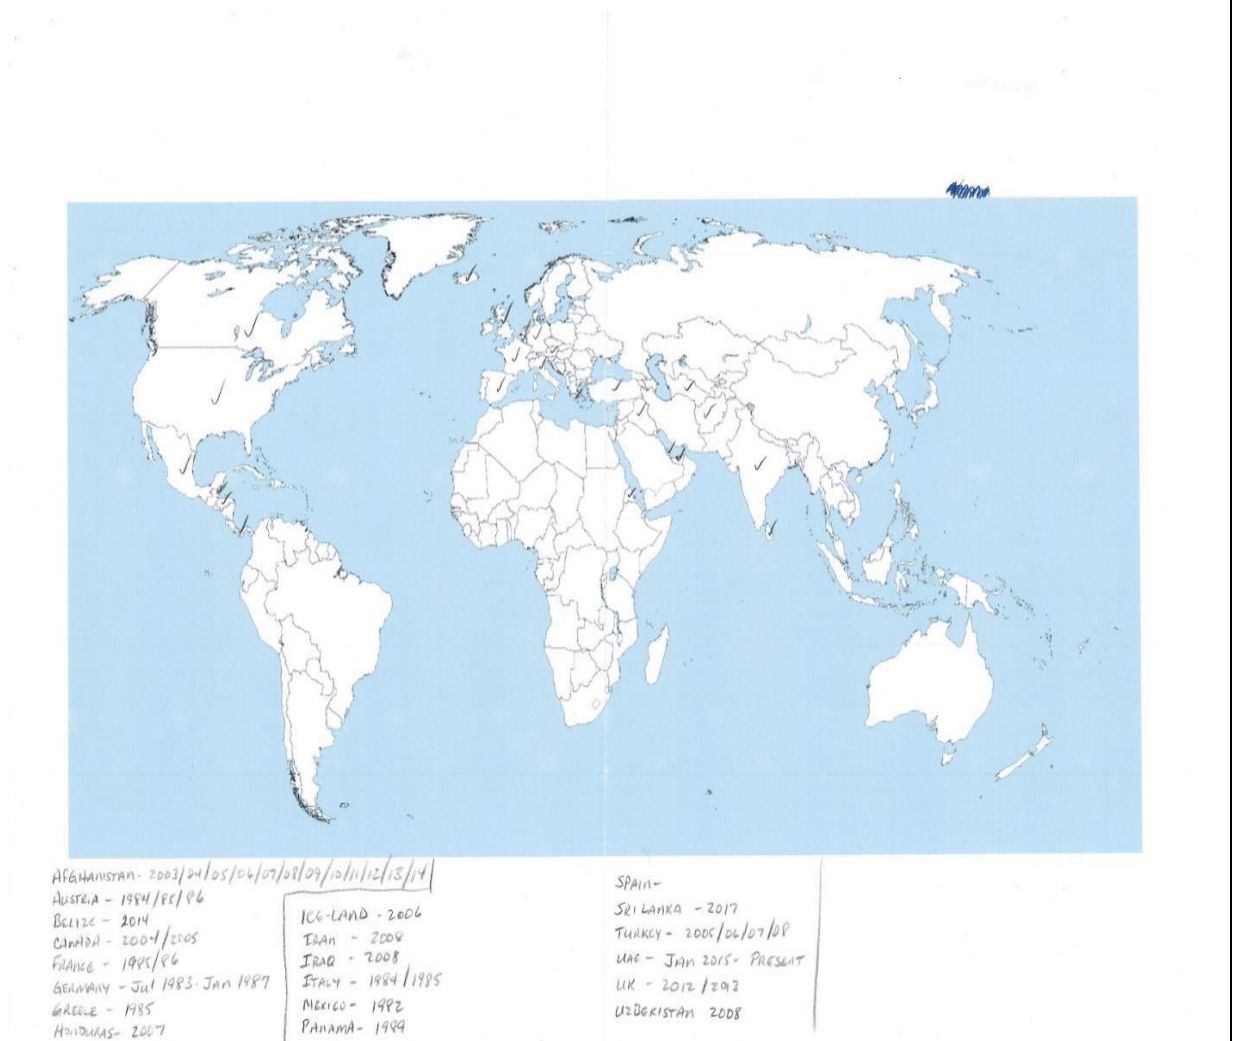 AFGHANISTAN- 2003/04/05/06/07/08/09/10/11/12/13/14
AUSTRIA - 1984/85/86
BELIZE - 2014
CANADA - 2004/2005
FRANCE - 1985/86
GERMANY - Jul 1983-Jan 1987
GREECE - 1985
HONDURAS- 2007
ICE-LAND - 2006
IRAN - 2008
IRAQ - 2008
ITALY - 1984/1985
MEXICO- 1982
PANAMA- 1989
SPAIN-
SRI LANKA - 2017
TURKEY - 2005/06/07/08
UAE - JAN 2015- PRESENT
UK - 2012/
UZBEKISTAN 2008